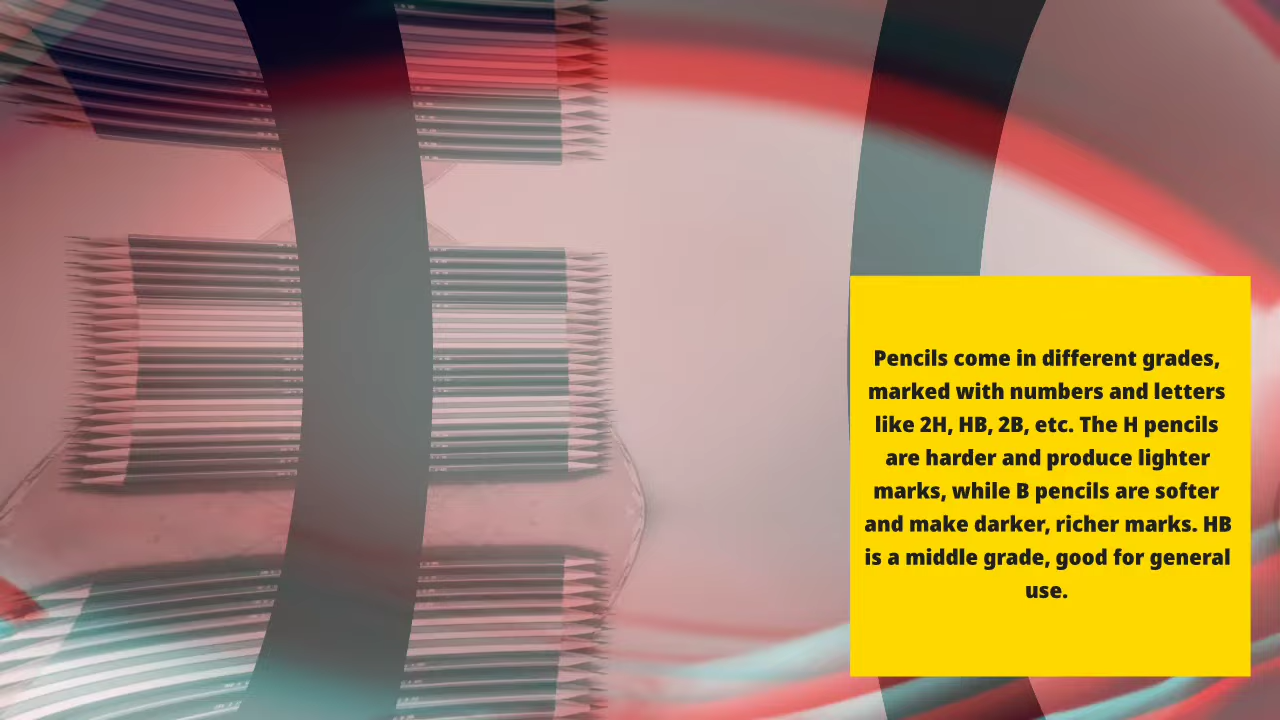 Pencils come in different grades,
marked with numbers and letters
like 2H, HB, 2B, etc. The H pencils
are harder and produce lighter
marks, while B pencils are softer
and make darker, richer marks. HB
is a middle grade, good for general
use.